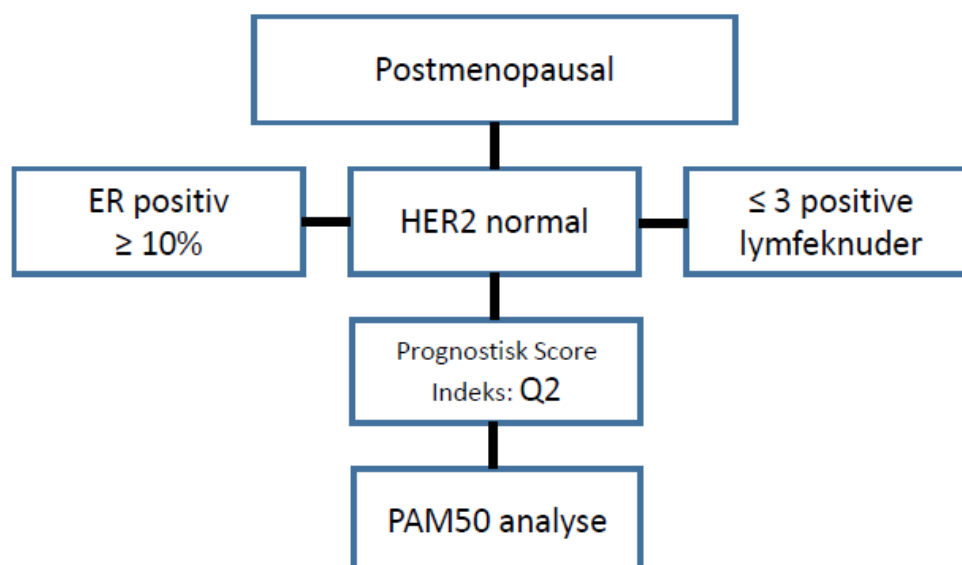 Postmenopausal
ER positiv
≥ 10%
HER2 normal
≤ 3 positive
lymfeknuder
Prognostisk Score
Indeks: Q2
PAM50 analyse